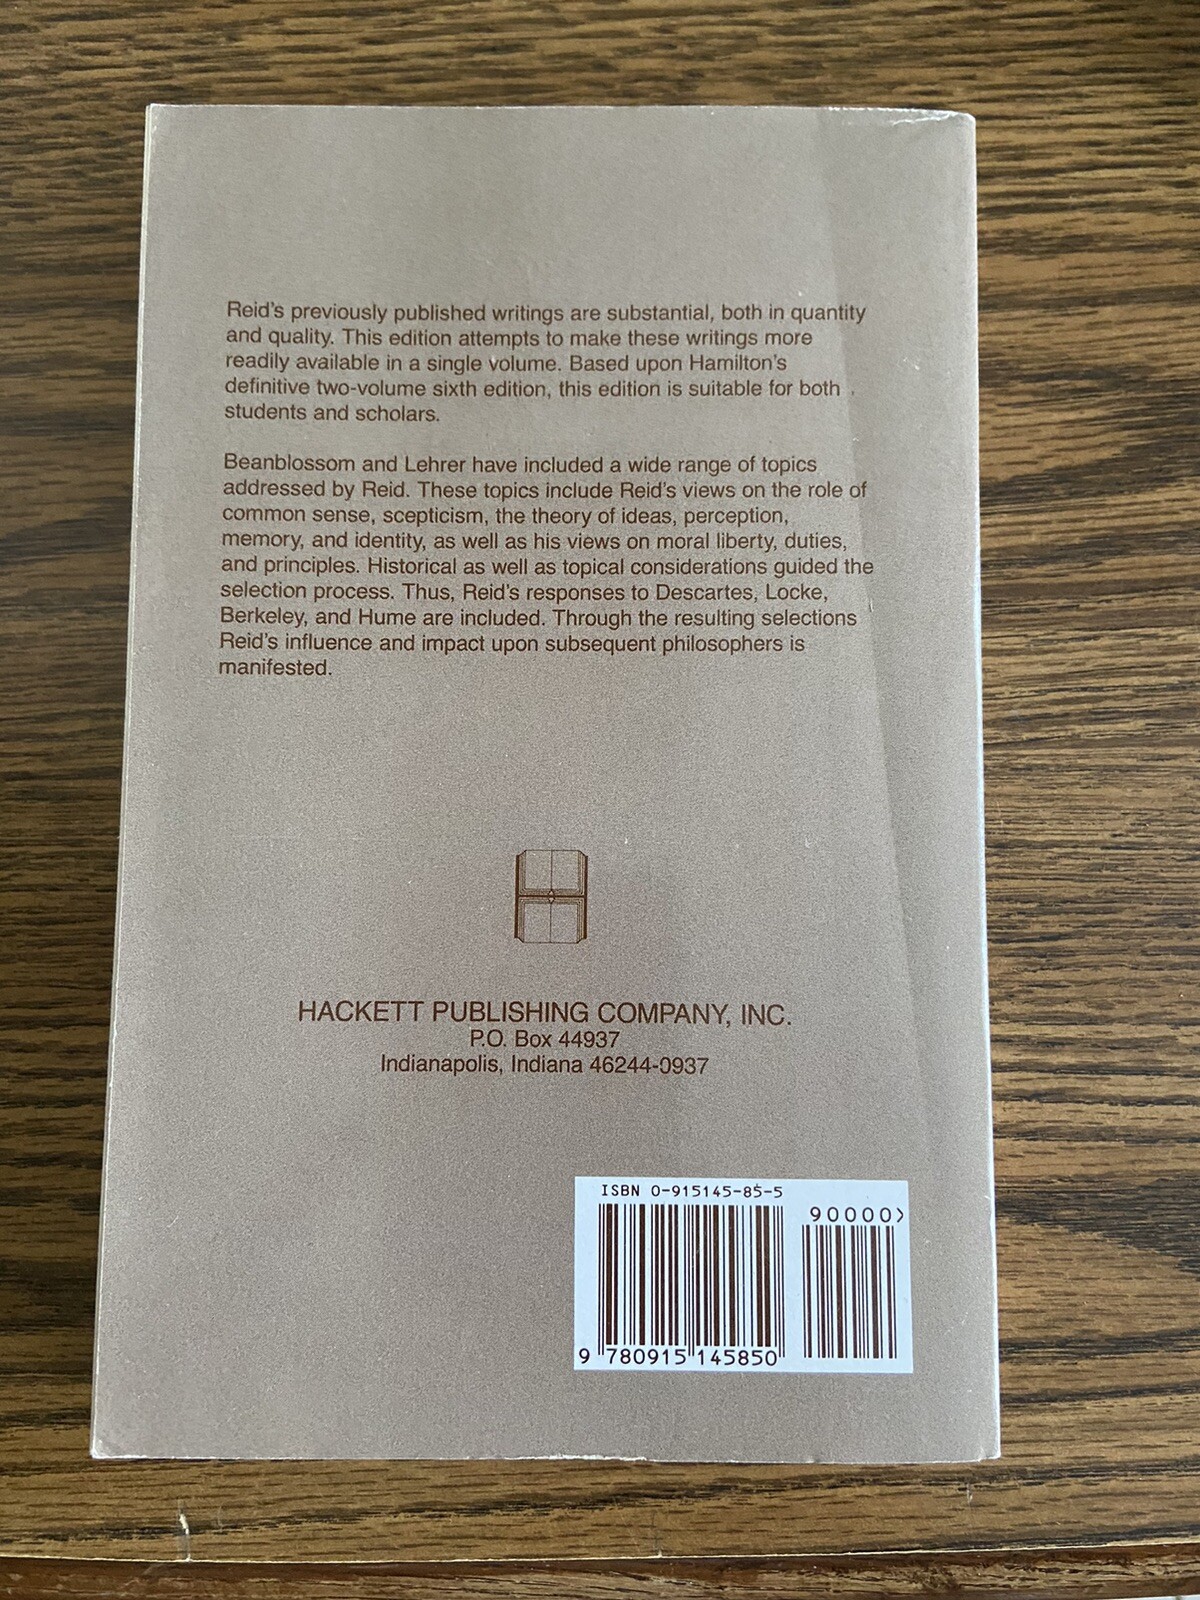 Reid's previously published writings are substantial, both in quantity
and quality. This edition attempts to make these writings more
readily available in a single volume. Based upon Hamilton's
definitive two-volume sixth edition, this edition is suitable for both
students and scholars.
Beanblossom and Lehrer have included a wide range of topics
addressed by Reid. These topics include Reid's views on the role of
common sense, scepticism, the theory of ideas, perception,
memory, and identity, as well as his views on moral liberty, duties,
and principles. Historical as well as topical considerations guided the
selection process. Thus, Reid's responses to Descartes, Locke,
Berkeley, and Hume are included. Through the resulting selections
Reid's influence and impact upon subsequent philosophers is
manifested.
HACKETT PUBLISHING COMPANY, INC.
P.O. Box 44937
Indianapolis, Indiana 46244-0937
ISBN 0-915145-85-5
90000>
9 780915 145850